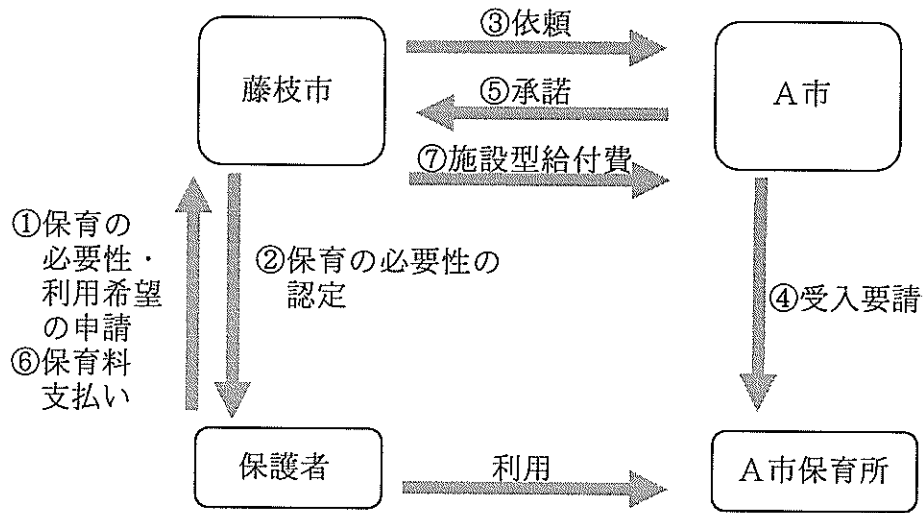 ③依頼
藤枝市
A市
⑤承諾
⑦施設型給付費
①保育の
必要性・
利用希望
の申請
⑥保育料
支払い
②保育の必要性の
認定
④受入要請
保護者
利用
A市保育所